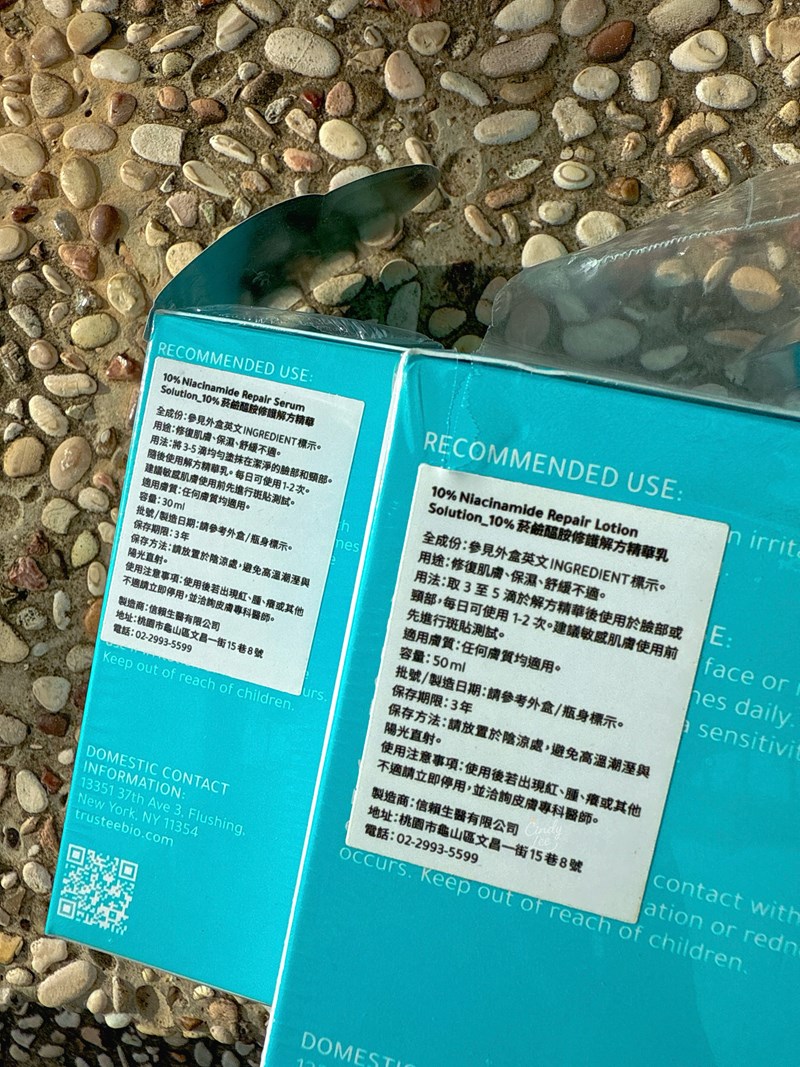 RECOMMENDED USE:
10% Niacinamide Repair Serum
Solution_10% 菸鹼醯胺修護解方精華
全成份:參見外盒英文INGREDIENT標示。
用途:修復肌膚、保濕、舒緩不適。
用法:將3-5滴均勻塗抹在潔淨的臉部和頸部。
隨後使用解方精華乳。每日可使用1-2次。
建議敏感肌膚使用前先進行斑貼測試。
適用膚質:任何膚質均適用。
容量:30ml
批號/製造日期:請參考外盒/瓶身標示。
保存期限:3年
保存方法:請放置於陰涼處,避免高溫潮溼與
陽光直射。
使用注意事項:使用後若出現紅、腫、癢或其他
不適請立即停用,並洽詢皮膚專科醫師。
製造商:信賴生醫有限公司
地址:桃園市龜山區文昌一街15巷8號
電話:02-2993-5599
Keep out of reach of children.
urs.
DOMESTIC CONTACT
INFORMATION:
13351 37th Ave 3, Flushing,
New York, NY 11354
trusteebio.com
RECOMMENDED USE:
10% Niacinamide Repair Lotion
Solution_10% 菸鹼醯胺修護解方精華乳
全成份:參見外盒英文INGREDIENT標示。
用途:修復肌膚、保濕、舒緩不適。
用法:取 3 至 5 滴於解方精華後使用於臉部或
頸部,每日可使用 1-2 次。建議敏感肌膚使用前
先進行斑貼測試。
適用膚質:任何膚質均適用。
容量:50ml
批號/製造日期:請參考外盒/瓶身標示。
保存期限:3年
保存方法:請放置於陰涼處,避免高溫潮溼與
陽光直射。
使用注意事項:使用後若出現紅、腫、癢或其他
不適請立即停用,並洽詢皮膚專科醫師。
製造商:信賴生醫有限公司
地址:桃園市龜山區文昌一街15巷8號
電話:02-2993-5599
Cindy
n irrita
E:
face or
nes daily.
sensitivit
contact with
ation or redn
occurs. Keep out of reach of children.
DOMESTIC